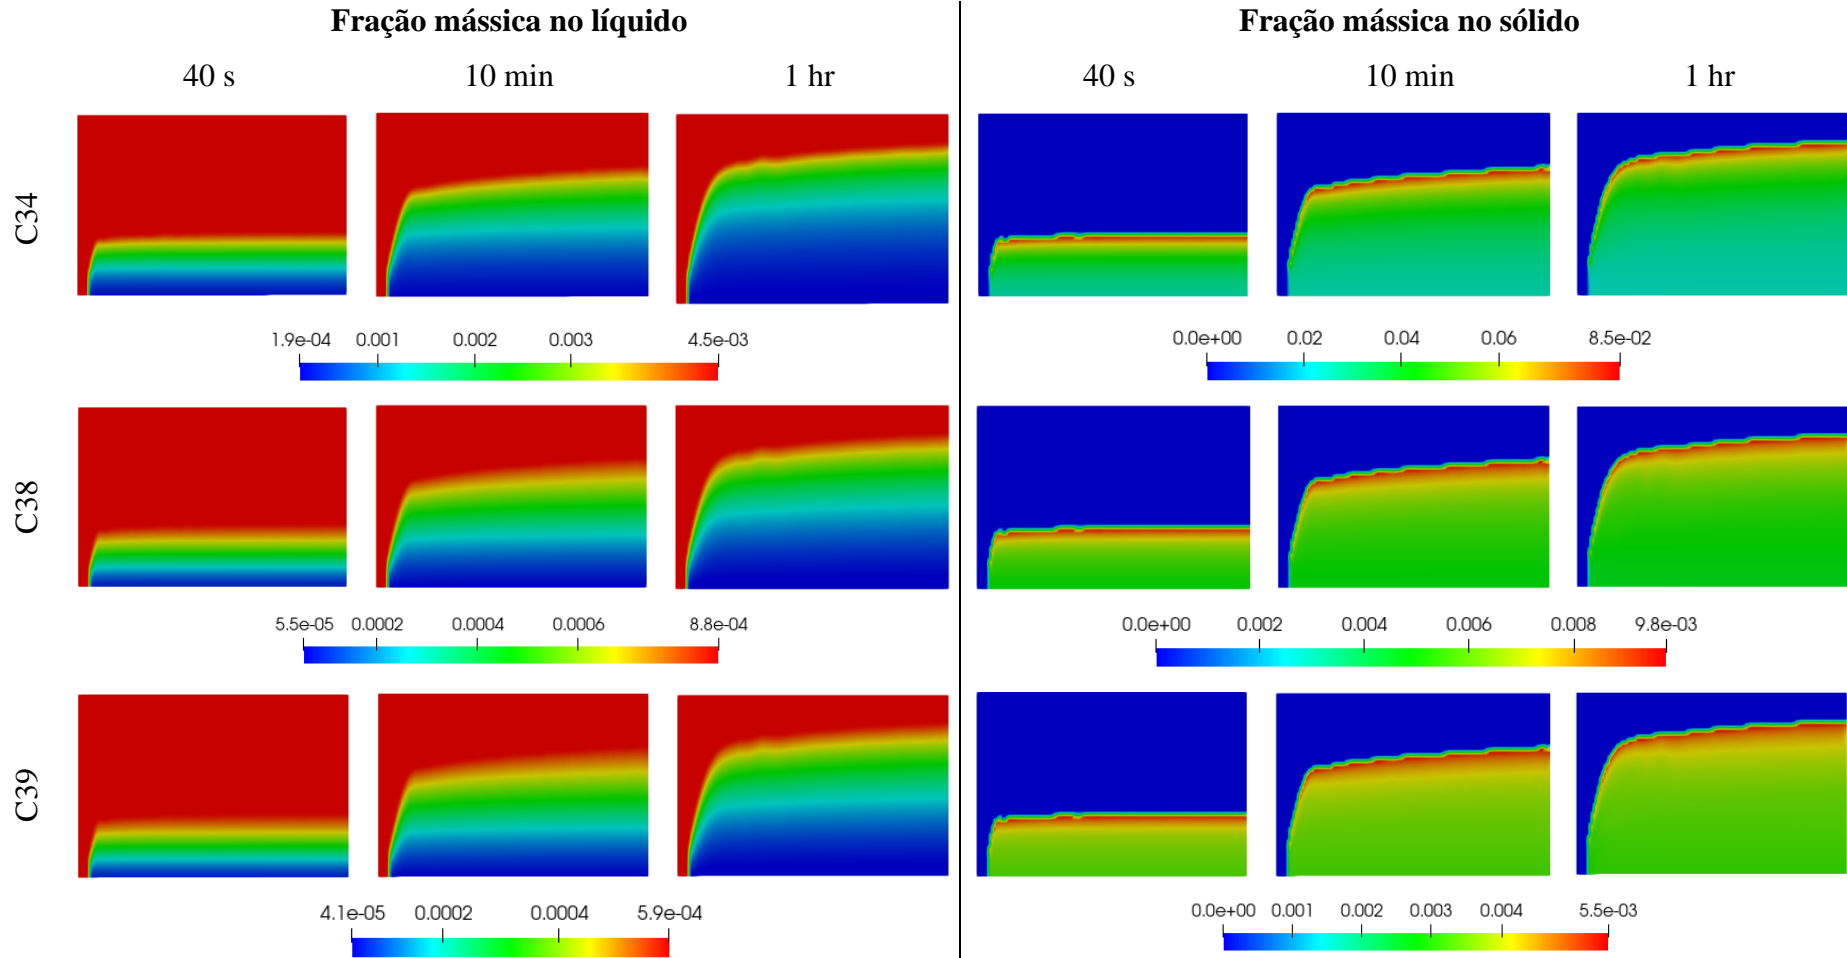 Fração mássica no líquido
Fração mássica no sólido
40 s 10 min 1 hr
40 s 10 min 1 hr
C34
1.9e-04 0.001 0.002 0.003 4.5e-03
0.0e+00 0.02 0.04 0.06 8.5e-02
C38
5.5e-05 0.0002 0.0004 0.0006 8.8e-04
0.0e+00 0.002 0.004 0.006 0.008 9.8e-03
C39
4.1e-05 0.0002 0.0004 5.9e-04
0.0e+00 0.001 0.002 0.003 0.004 5.5e-03